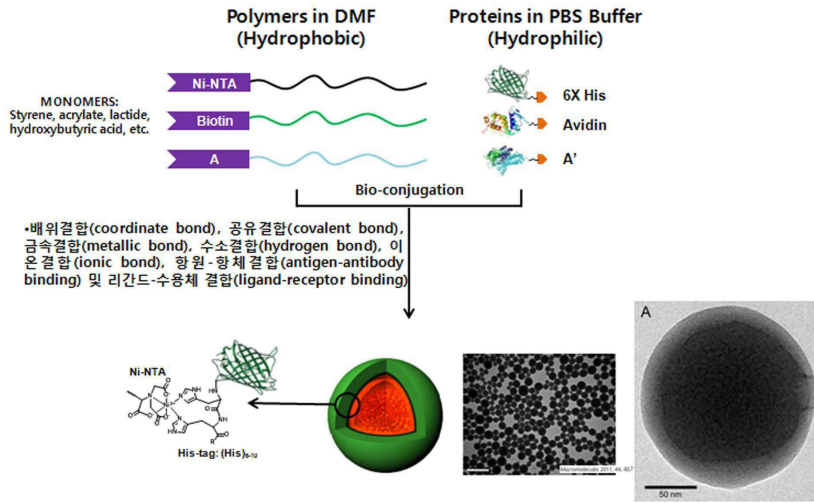 Polymers in DMF
(Hydrophobic)
Proteins in PBS Buffer
(Hydrophilic)
MONOMERS:
Styrene, acrylate, lactide,
hydroxybutyric acid, etc.
Ni-NTA
Biotin
A
6X His
Avidin
A’
Bio-conjugation
•배위결합(coordinate bond), 공유결합(covalent bond),
금속결합(metallic bond), 수소결합(hydrogen bond), 이
온결합(ionic bond), 항원-항체결합(antigen-antibody
binding) 및 리간드-수용체 결합(ligand-receptor binding)
Ni-NTA
His-tag: (His)6-10
Macromolecules 2011, 44, 467
A
50 nm